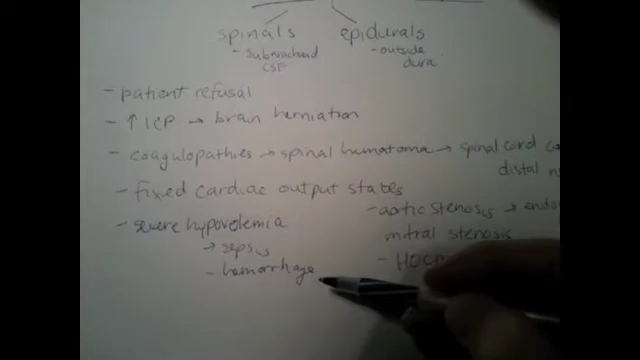 spinals
- subarachnoid
CSF
epidurals
- outside
dura
- patient refusal
- ↑ ICP → brain herniation
- coagulopathies → spinal hematoma → spinal cord
distal
- fixed cardiac output states
- aortic stenosis →
mitral stenosis
- HOC
- severe hypovolemia
→ sepsis
- hemorrhage